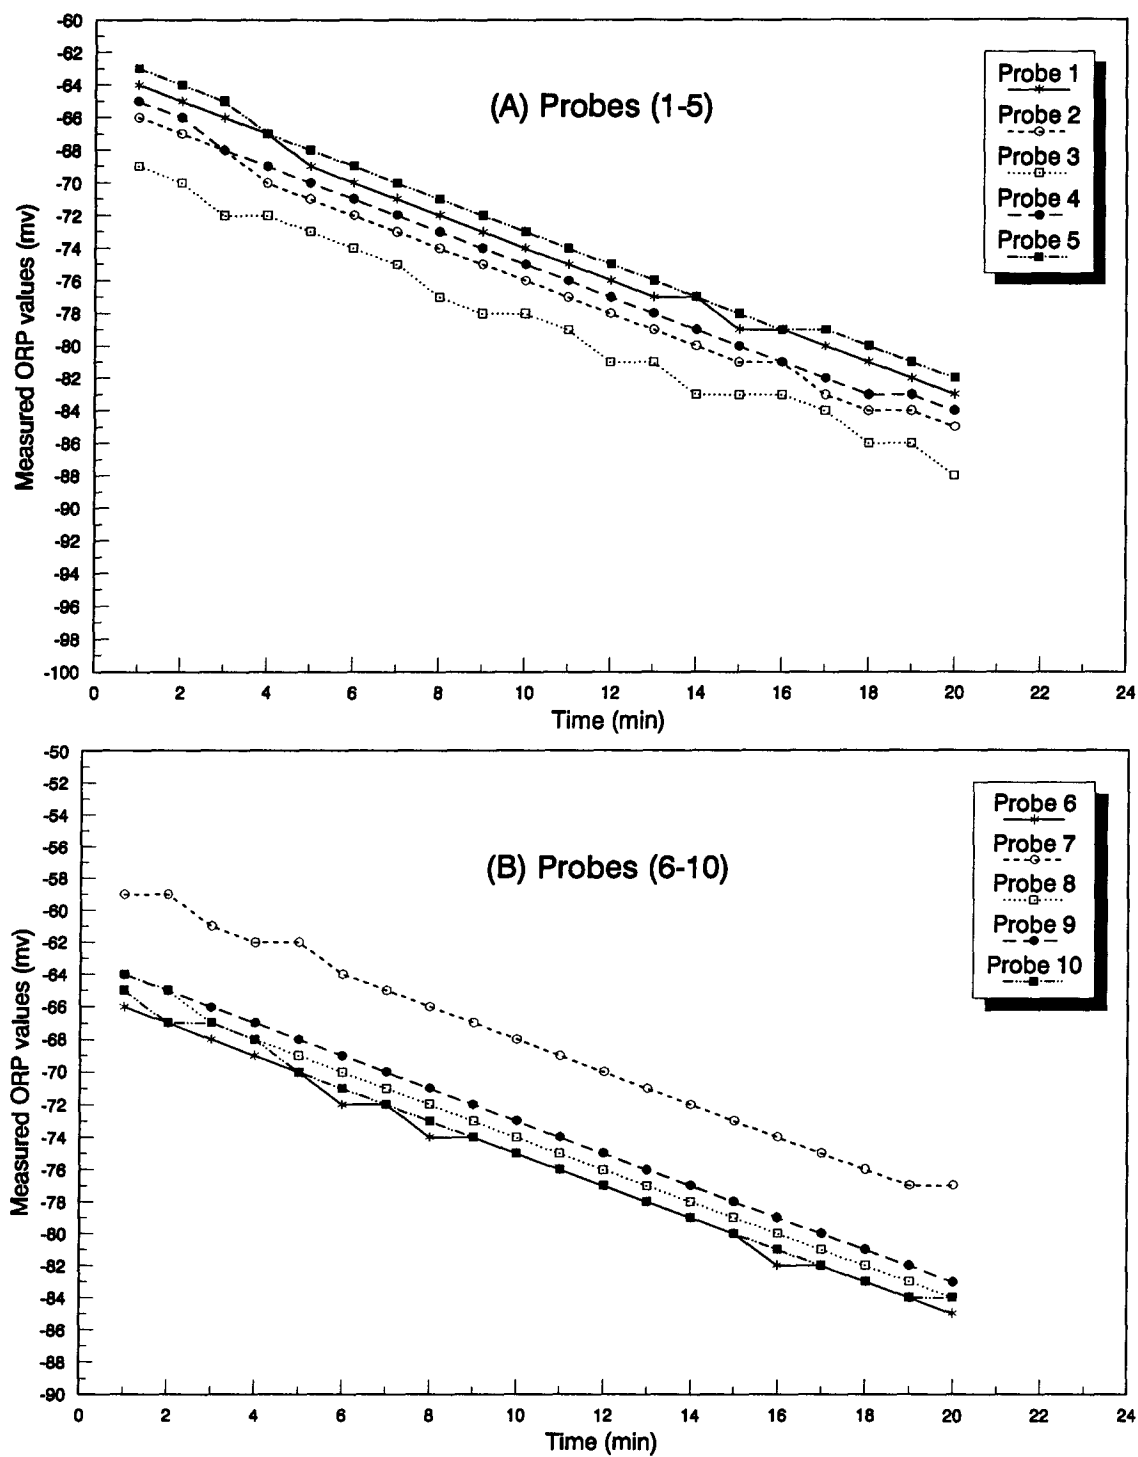 -60
-62
-64
-66
-68
-70
-72
-74
-76
-78
-80
-82
-84
-86
-88
-90
-92
-94
-96
-98
-100
Measured ORP values (mv)
(A) Probes (1-5)
Probe 1
Probe 2
Probe 3
Probe 4
Probe 5
0 2 4 6 8 10 12 14 16 18 20 22 24
Time (min)
-50
-52
-54
-56
-58
-60
-62
-64
-66
-68
-70
-72
-74
-76
-78
-80
-82
-84
-86
-88
-90
Measured ORP values (mv)
(B) Probes (6-10)
Probe 6
Probe 7
Probe 8
Probe 9
Probe 10
0 2 4 6 8 10 12 14 16 18 20 22 24
Time (min)